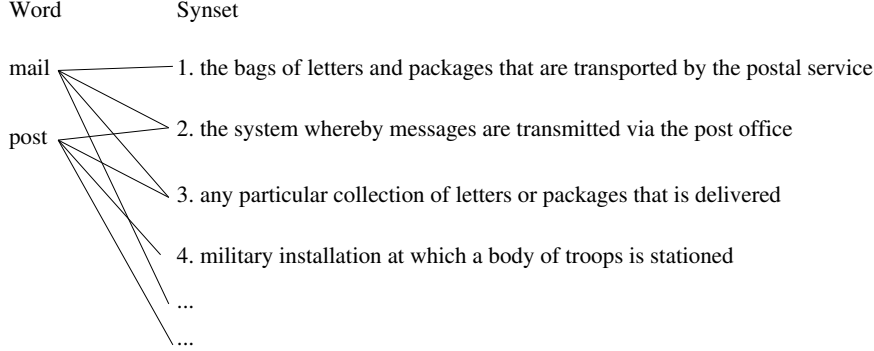 Word Synset
mail 1. the bags of letters and packages that are transported by the postal service
post 2. the system whereby messages are transmitted via the post office
3. any particular collection of letters or packages that is delivered
4. military installation at which a body of troops is stationed
...
...